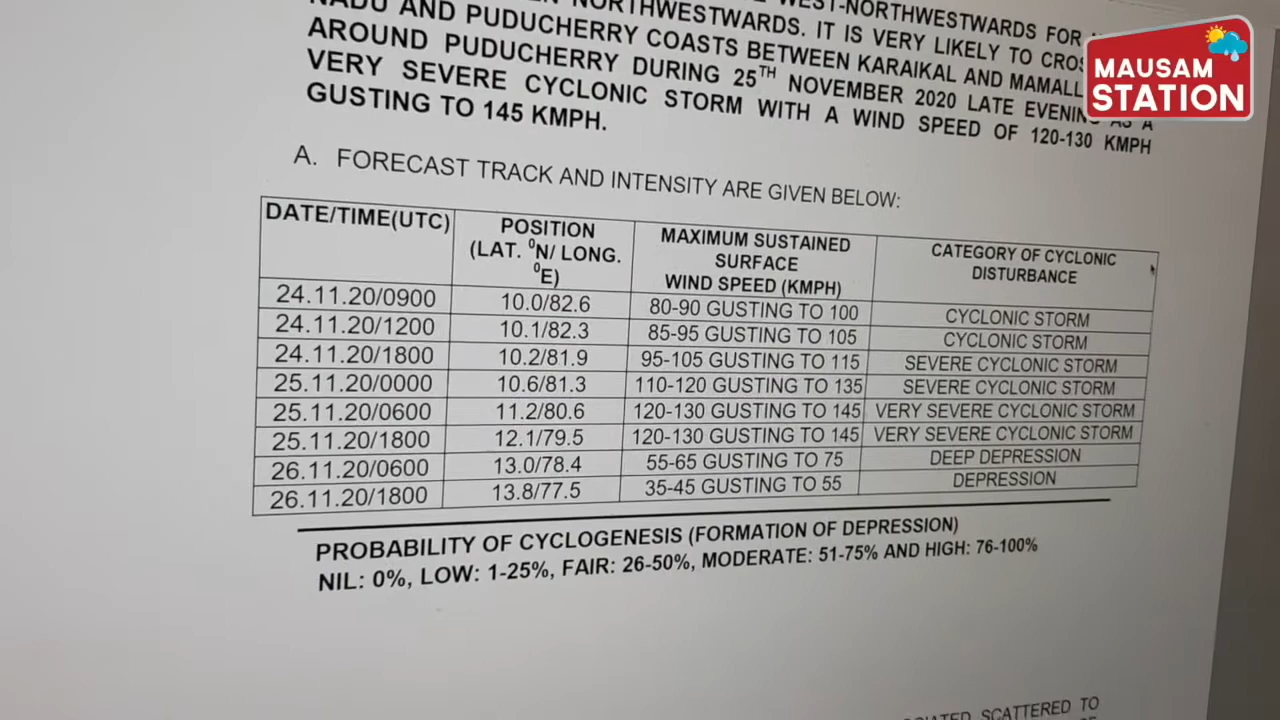 NORTHWESTWARDS. IT IS VERY LIKELY TO
WEST-NORTHWESTWARDS FOR
NADU AND PUDUCHERRY COASTS BETWEEN KARAIKAL AND
AROUND PUDUCHERRY DURING 25TH NOVEMBER 2020 LATE EVENING AS A
VERY SEVERE CYCLONIC STORM WITH A WIND SPEED OF 120-130 KMPH
GUSTING TO 145 KMPH.
MAUSAM
STATION
A. FORECAST TRACK AND INTENSITY ARE GIVEN BELOW:
DATE/TIME(UTC) POSITION (LAT. 0N/ LONG. 0E) MAXIMUM SUSTAINED SURFACE WIND SPEED (KMPH) CATEGORY OF CYCLONIC DISTURBANCE
24.11.20/0900 10.0/82.6 80-90 GUSTING TO 100 CYCLONIC STORM
24.11.20/1200 10.1/82.3 85-95 GUSTING TO 105 CYCLONIC STORM
24.11.20/1800 10.2/81.9 95-105 GUSTING TO 115 SEVERE CYCLONIC STORM
25.11.20/0000 10.6/81.3 110-120 GUSTING TO 135 SEVERE CYCLONIC STORM
25.11.20/0600 11.2/80.6 120-130 GUSTING TO 145 VERY SEVERE CYCLONIC STORM
25.11.20/1800 12.1/79.5 120-130 GUSTING TO 145 VERY SEVERE CYCLONIC STORM
26.11.20/0600 13.0/78.4 55-65 GUSTING TO 75 DEEP DEPRESSION
26.11.20/1800 13.8/77.5 35-45 GUSTING TO 55 DEPRESSION
PROBABILITY OF CYCLOGENESIS (FORMATION OF DEPRESSION)
NIL: 0%, LOW: 1-25%, FAIR: 26-50%, MODERATE: 51-75% AND HIGH: 76-100%
SCATTERED TO